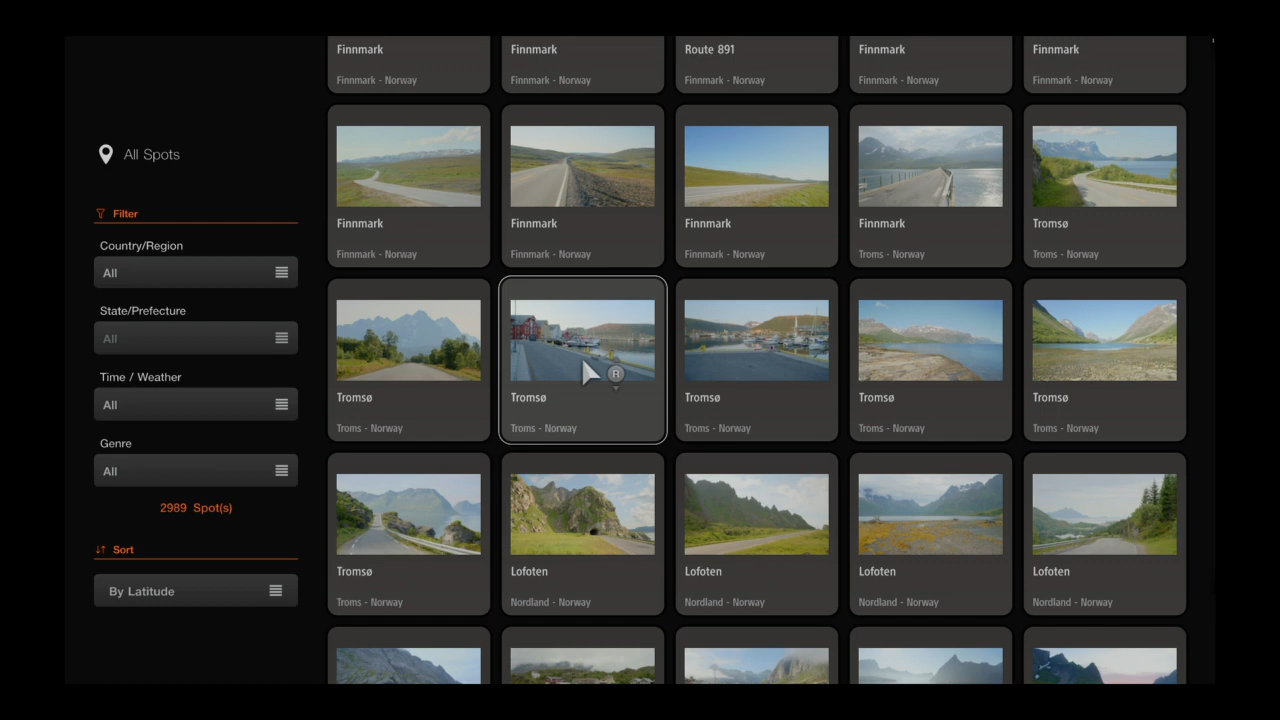 All Spots
Filter
Country/Region
All
State/Prefecture
All
Time / Weather
All
Genre
All
2989 Spot(s)
Sort
By Latitude
Finnmark
Finnmark - Norway
Finnmark
Finnmark - Norway
Route 891
Finnmark - Norway
Finnmark
Finnmark - Norway
Finnmark
Finnmark - Norway
Finnmark
Finnmark - Norway
Finnmark
Finnmark - Norway
Finnmark
Finnmark - Norway
Finnmark
Troms - Norway
Tromsø
Troms - Norway
Tromsø
Troms - Norway
R
Tromsø
Troms - Norway
Tromsø
Troms - Norway
Tromsø
Troms - Norway
Tromsø
Troms - Norway
Tromsø
Troms - Norway
Lofoten
Nordland - Norway
Lofoten
Nordland - Norway
Lofoten
Nordland - Norway
Lofoten
Nordland - Norway